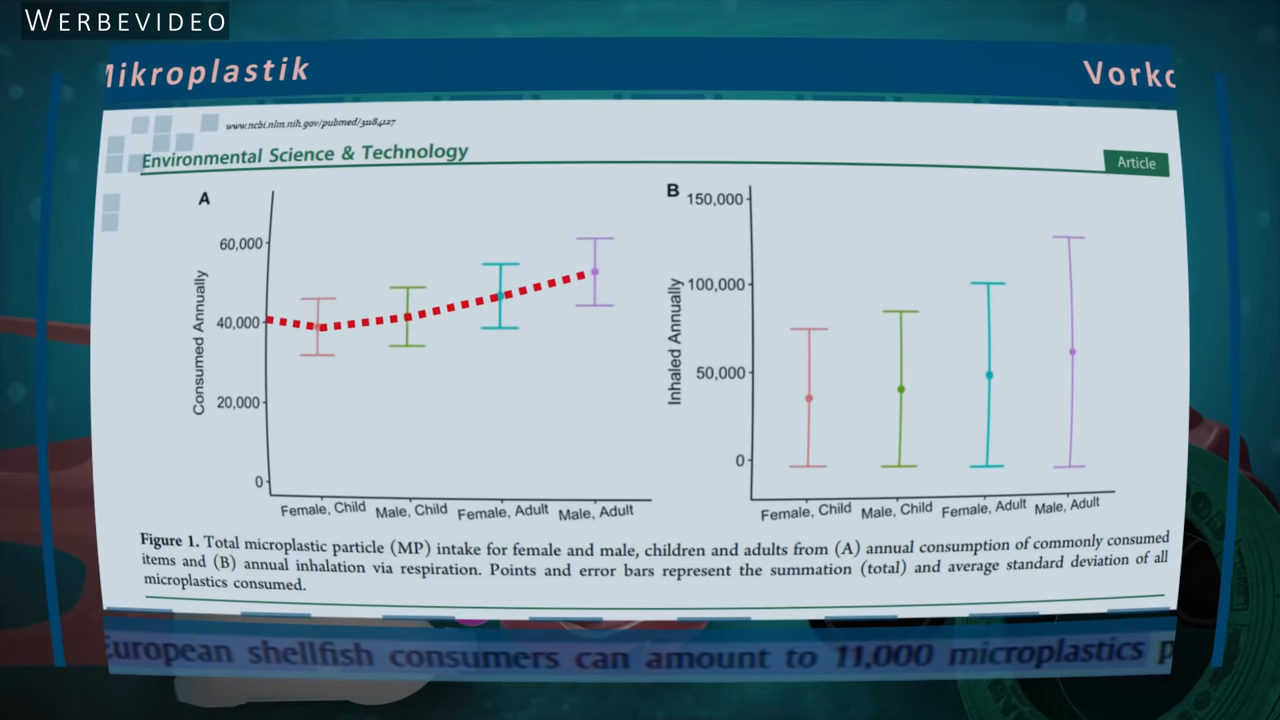 WERBEVIDEO
Mikroplastik
Vorko
www.ncbi.nlm.nih.gov/pubmed/31184127
Environmental Science & Technology
Article
A
60,000
40,000
20,000
0
Consumed Annually
Female, Child
Male, Child
Female, Adult
Male, Adult
B
150,000
100,000
50,000
0
Inhaled Annually
Female, Child
Male, Child
Female, Adult
Male, Adult
Figure 1. Total microplastic particle (MP) intake for female and male, children and adults from (A) annual consumption of commonly consumed
items and (B) annual inhalation via respiration. Points and error bars represent the summation (total) and average standard deviation of all
microplastics consumed.
European shellfish consumers can amount to 11,000 microplastics p